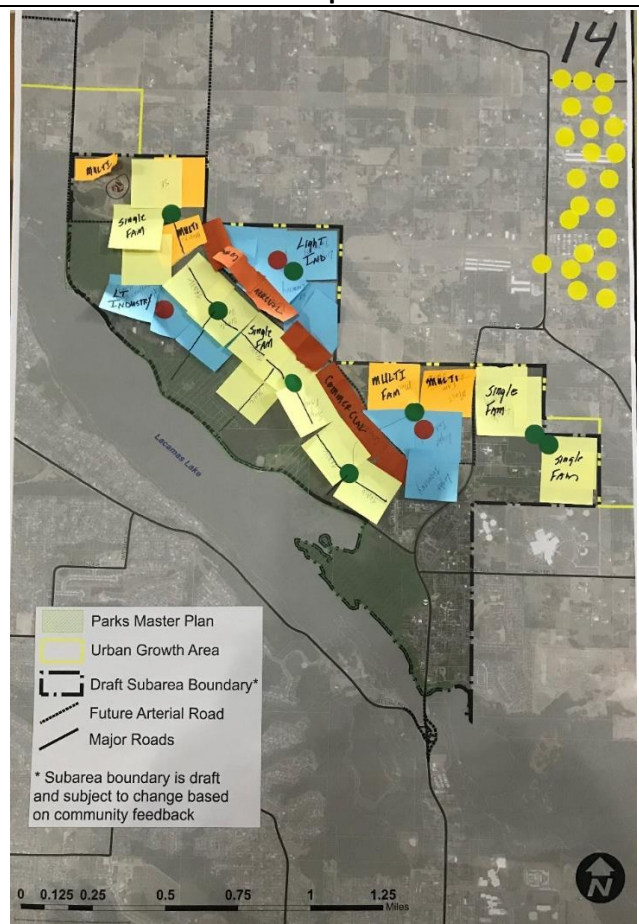 14
MULTI
Single
FAM
MULTI
Light
IND
LT
INDUSTRY
Single
FAM
Commercial
MULTI
FAM
MULTI
Single
FAM
Single
FAM
Lacamas Lake
Parks Master Plan
Urban Growth Area
Draft Subarea Boundary*
Future Arterial Road
Major Roads
* Subarea boundary is draft
and subject to change based
on community feedback
N
0 0.125 0.25 0.5 0.75 1 1.25
Miles